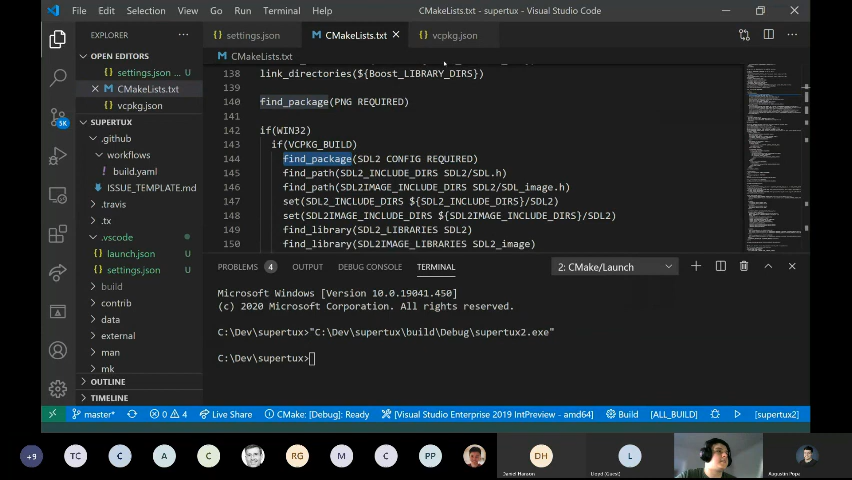 File Edit Selection View Go Run Terminal Help CMakeLists.txt - supertux - Visual Studio Code
EXPLORER
settings.json CMakeLists.txt vcpkg.json
OPEN EDITORS
settings.json ...
CMakeLists.txt
vcpkg.json
SUPERTUX
.github
workflows
build.yaml
ISSUE_TEMPLATE.md
.travis
.tx
.vscode
launch.json
settings.json
build
contrib
data
external
man
mk
OUTLINE
TIMELINE
5K
CMakeLists.txt
138 link_directories(${Boost_LIBRARY_DIRS})
139
140 find_package(PNG REQUIRED)
141
142 if(WIN32)
143 if(VCPKG_BUILD)
144 find_package(SDL2 CONFIG REQUIRED)
145 find_path(SDL2_INCLUDE_DIRS SDL2/SDL.h)
146 find_path(SDL2IMAGE_INCLUDE_DIRS SDL2/SDL_image.h)
147 set(SDL2_INCLUDE_DIRS ${SDL2_INCLUDE_DIRS}/SDL2)
148 set(SDL2IMAGE_INCLUDE_DIRS ${SDL2IMAGE_INCLUDE_DIRS}/SDL2)
149 find_library(SDL2_LIBRARIES SDL2)
150 find_library(SDL2IMAGE_LIBRARIES SDL2_image)
PROBLEMS 4 OUTPUT DEBUG CONSOLE TERMINAL 2: CMake/Launch
Microsoft Windows [Version 10.0.19041.450]
(c) 2020 Microsoft Corporation. All rights reserved.
C:\Dev\supertux>"C:\Dev\supertux\build\Debug\supertux2.exe"
C:\Dev\supertux>
master* 0 4 Live Share CMake: [Debug]: Ready [Visual Studio Enterprise 2019 IntPreview - amd64] Build [ALL_BUILD] [supertux2]
+9 TC C A C RG M C PP DH L
Daniel Hanson Lloyd (Guest) Augustin Popa